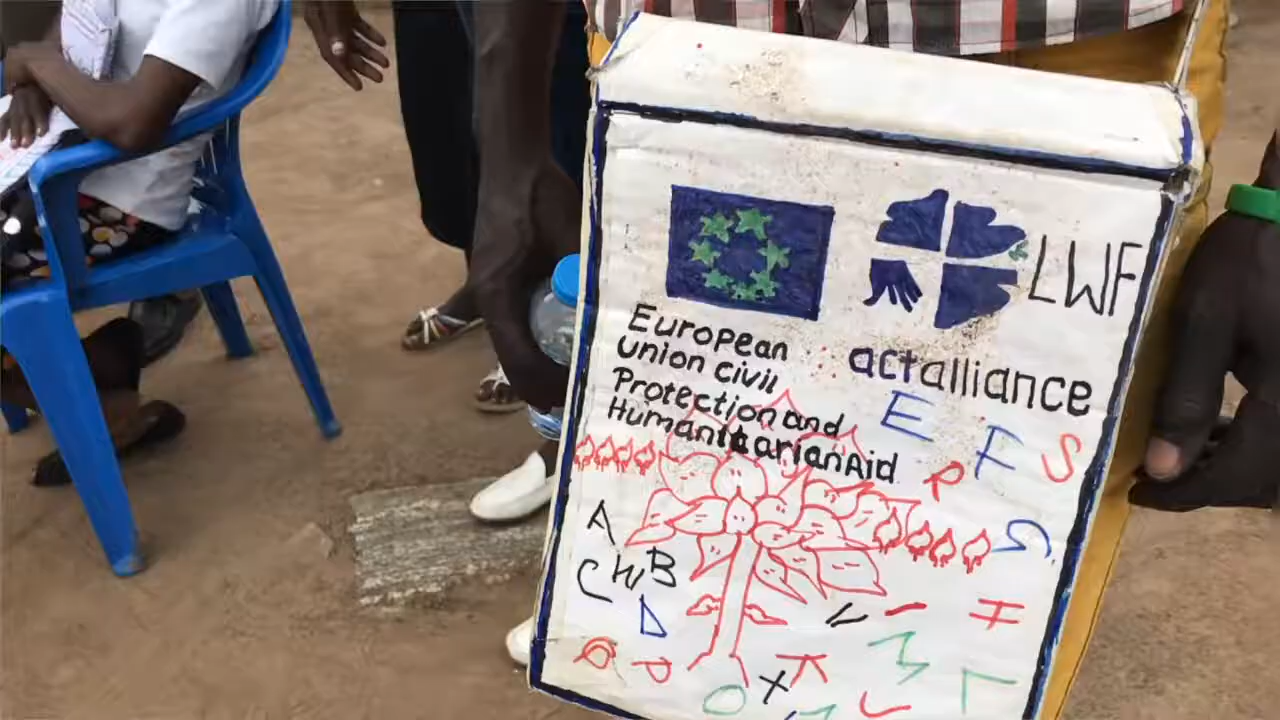 LWF
European
Union Civil
Protection and
Humanitarian Aid
actalliance
E F S
P
A
C W B
D
H
M
O X K
J